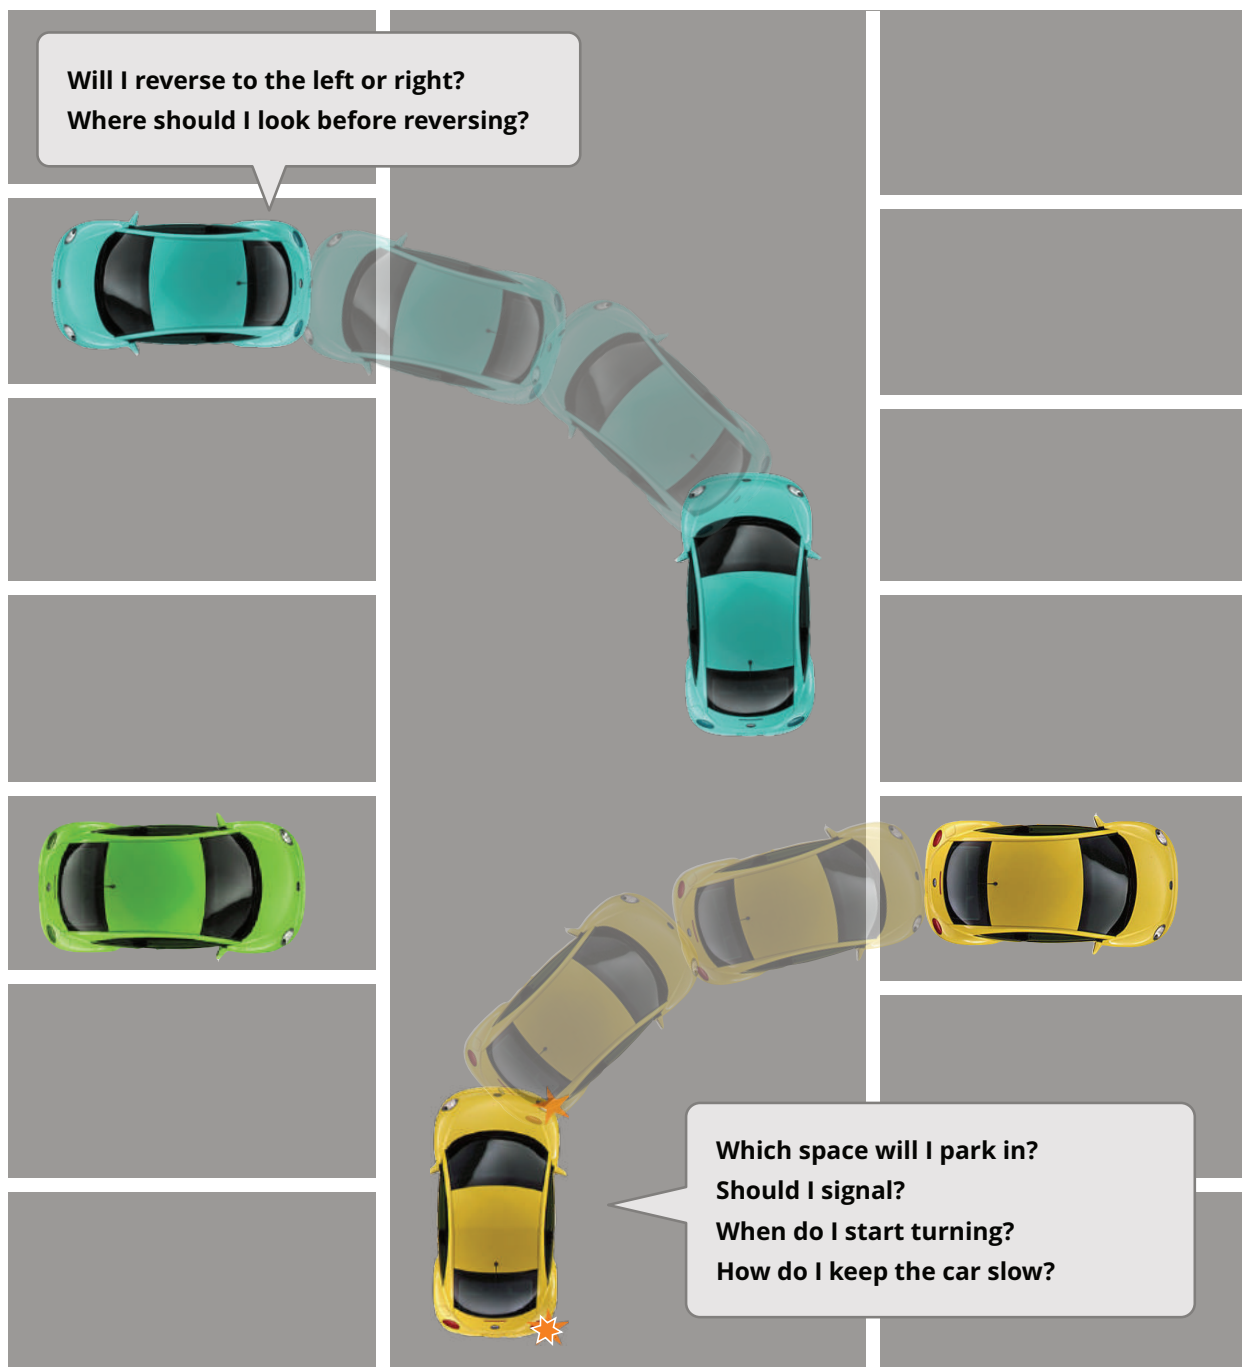 Will I reverse to the left or right?
Where should I look before reversing?
Which space will I park in?
Should I signal?
When do I start turning?
How do I keep the car slow?